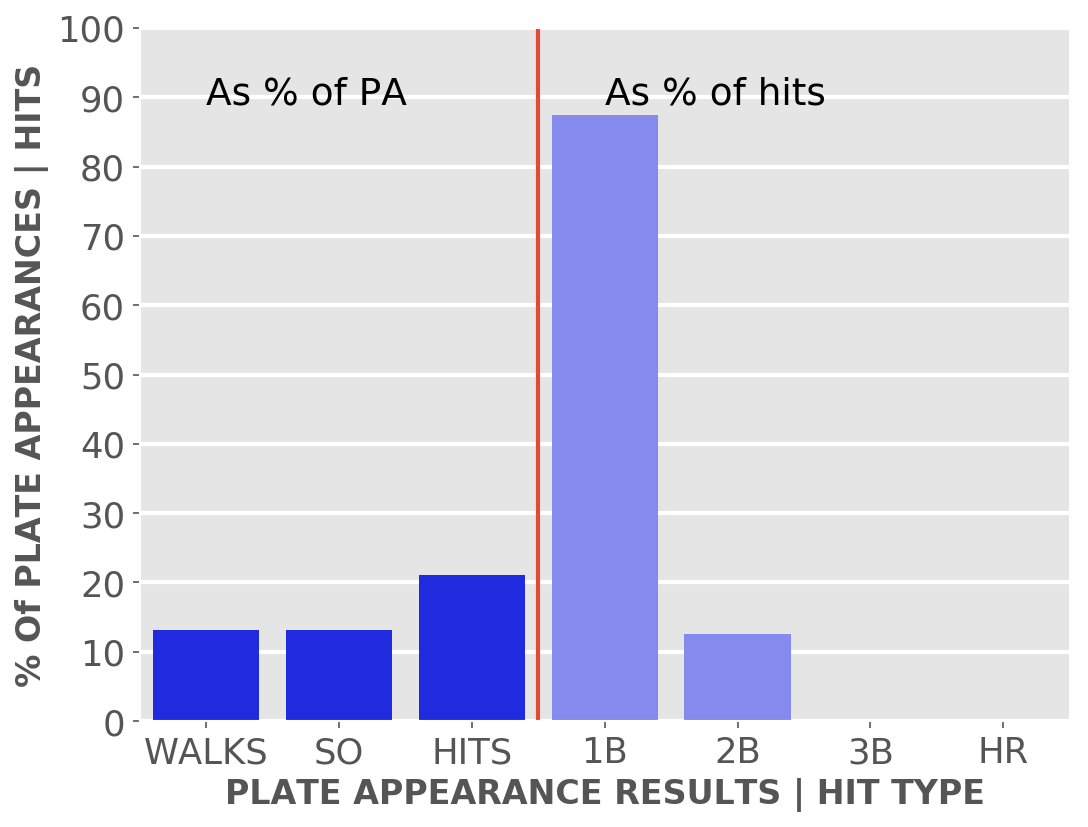 % Of PLATE APPEARANCES | HITS
100
90
80
70
60
50
40
30
20
10
0
As % of PA
As % of hits
WALKS SO HITS 1B 2B 3B HR
PLATE APPEARANCE RESULTS | HIT TYPE